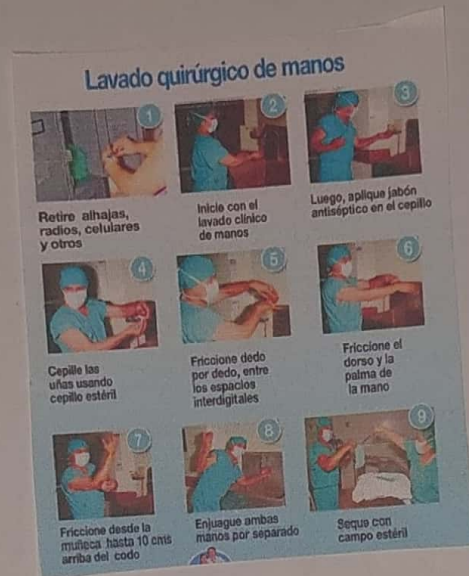 Lavado quirúrgico de manos
1
2
3
Retire alhajas,
radios, celulares
y otros
Inicie con el
lavado clínico
de manos
Luego, aplique jabón
antiséptico en el cepillo
4
5
6
Cepille las
uñas usando
cepillo estéril
Friccione dedo
por dedo, entre
los espacios
interdigitales
Friccione el
dorso y la
palma de
la mano
7
8
9
Friccione desde la
muñeca hasta 10 cms
arriba del codo
Enjuague ambas
manos por separado
Seque con
campo estéril